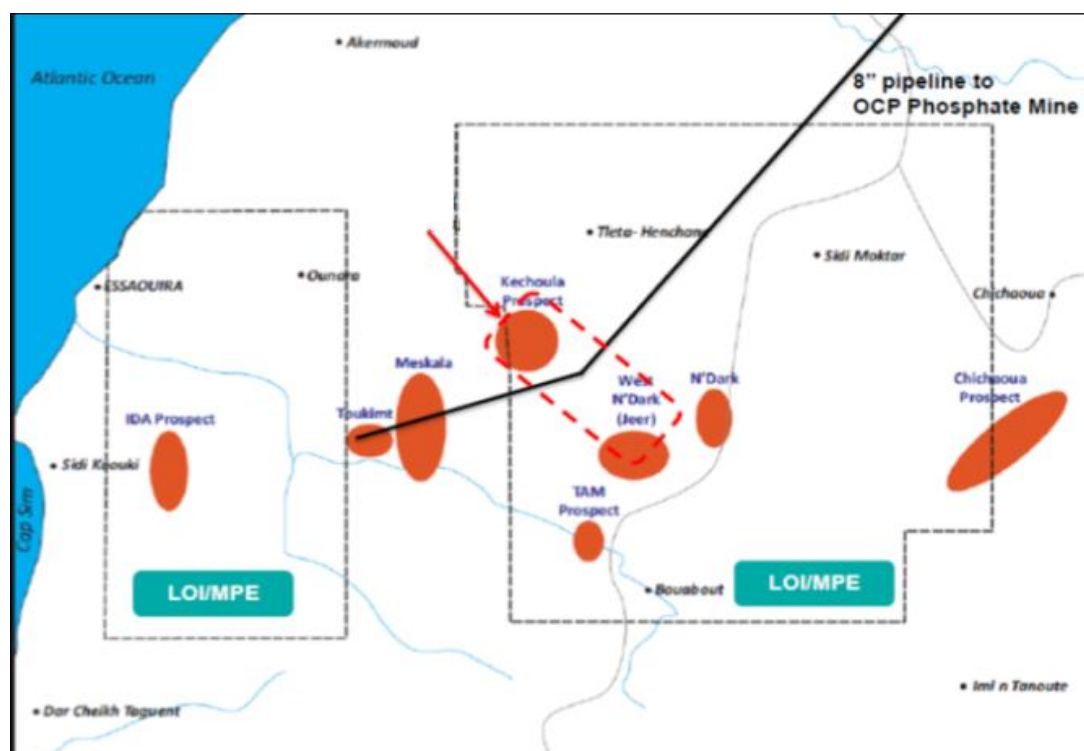 Akermoud
Atlantic Ocean
8" pipeline to
OCP Phosphate Mine
Tleta- Henchane
Sidi Moktar
Ounara
ESSAOUIRA
Kechoula
Prospect
Chichaoua
Meskala
West
N'Dark
(Jeer)
N'Dark
Chichaoua
Prospect
IDA Prospect
Toukimt
Sidi Kaouki
TAM
Prospect
Cap Sim
LOI/MPE
Bouabout
LOI/MPE
Imi n Tanoute
Dar Cheikh Taguent